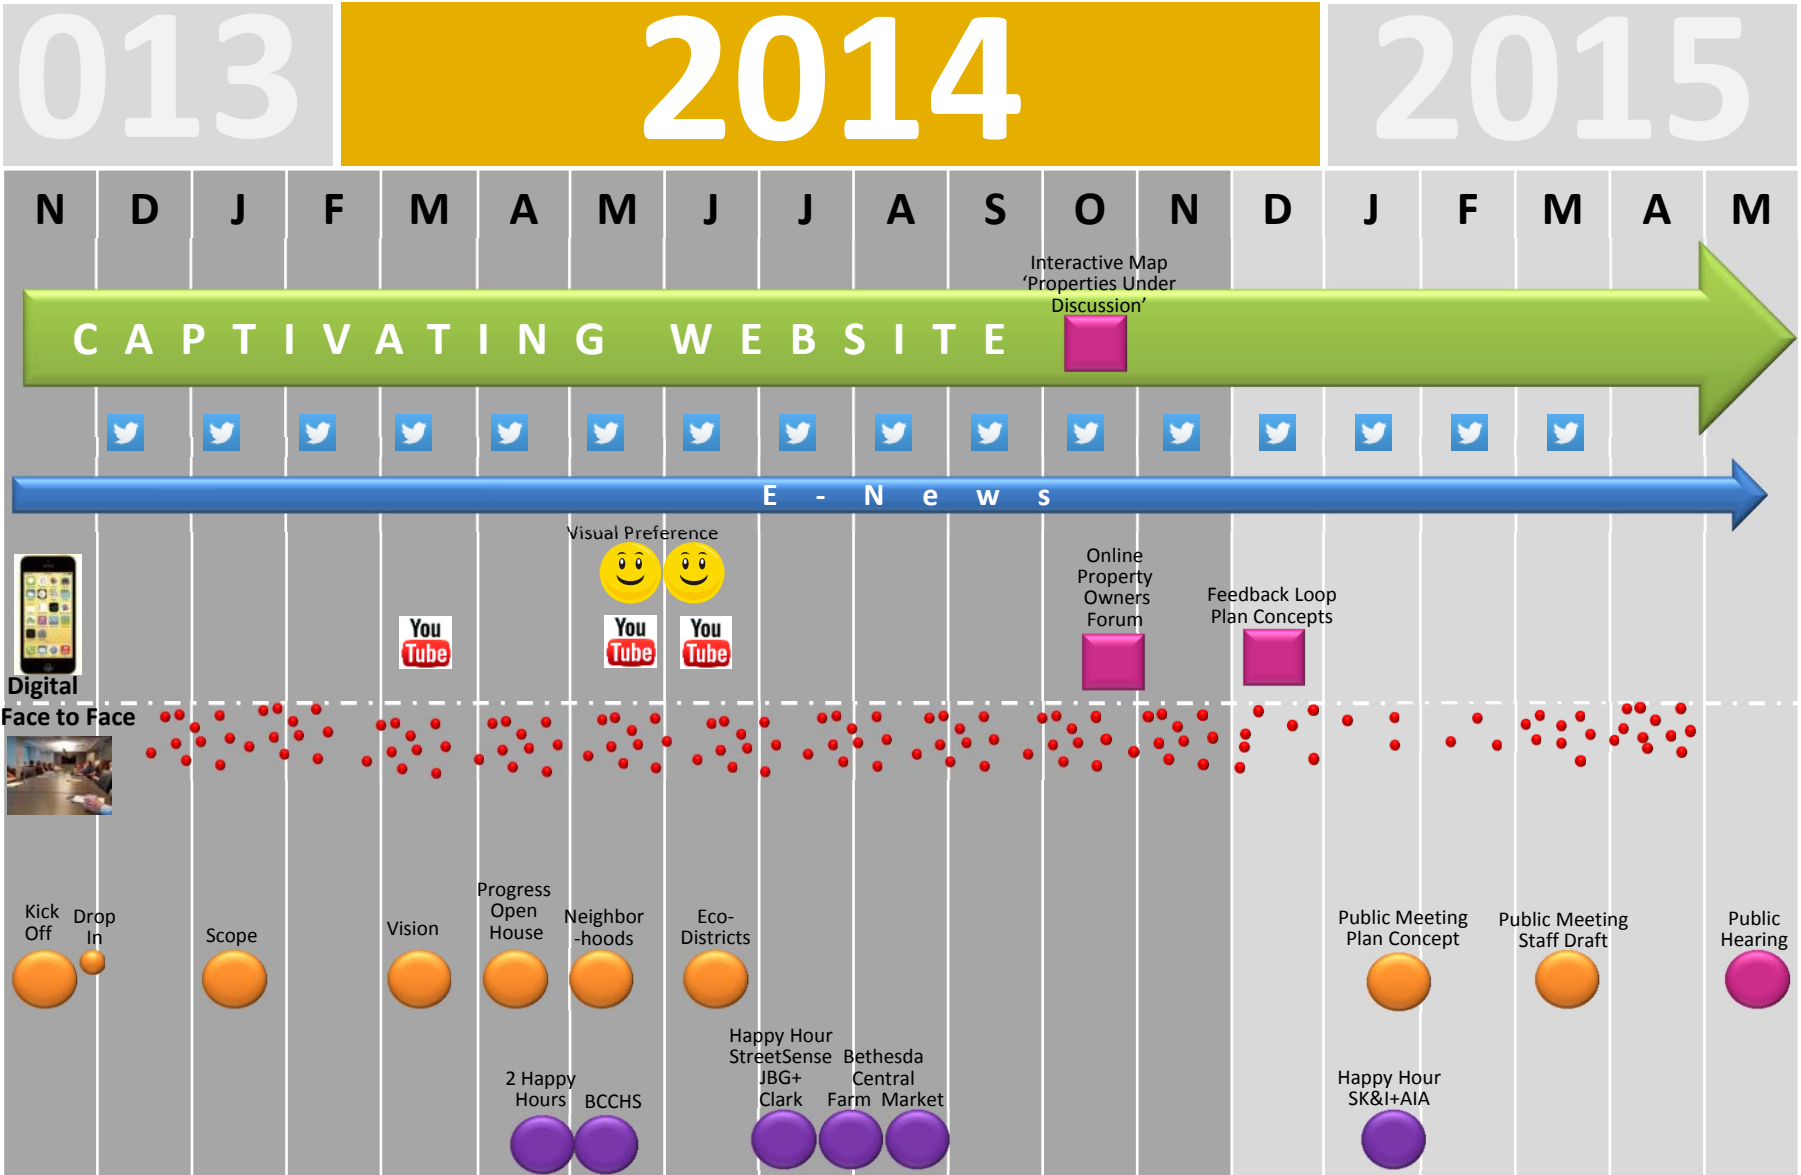 013
2014
2015
N D J F M A M J J A S O N D J F M A M
Interactive Map
‘Properties Under
Discussion’
CAPTIVATING WEBSITE
E - News
Visual Preference
Online
Property
Owners
Forum
Feedback Loop
Plan Concepts
You
Tube
You
Tube
You
Tube
Digital
Face to Face
Kick
Off
Drop
In
Scope
Vision
Progress
Open
House
Neighbor
-hoods
Eco-
Districts
Public Meeting
Plan Concept
Public Meeting
Staff Draft
Public
Hearing
2 Happy
Hours
BCCHS
Happy Hour
StreetSense
JBG+
Clark
Bethesda
Central
Farm Market
Happy Hour
SK&I+AIA